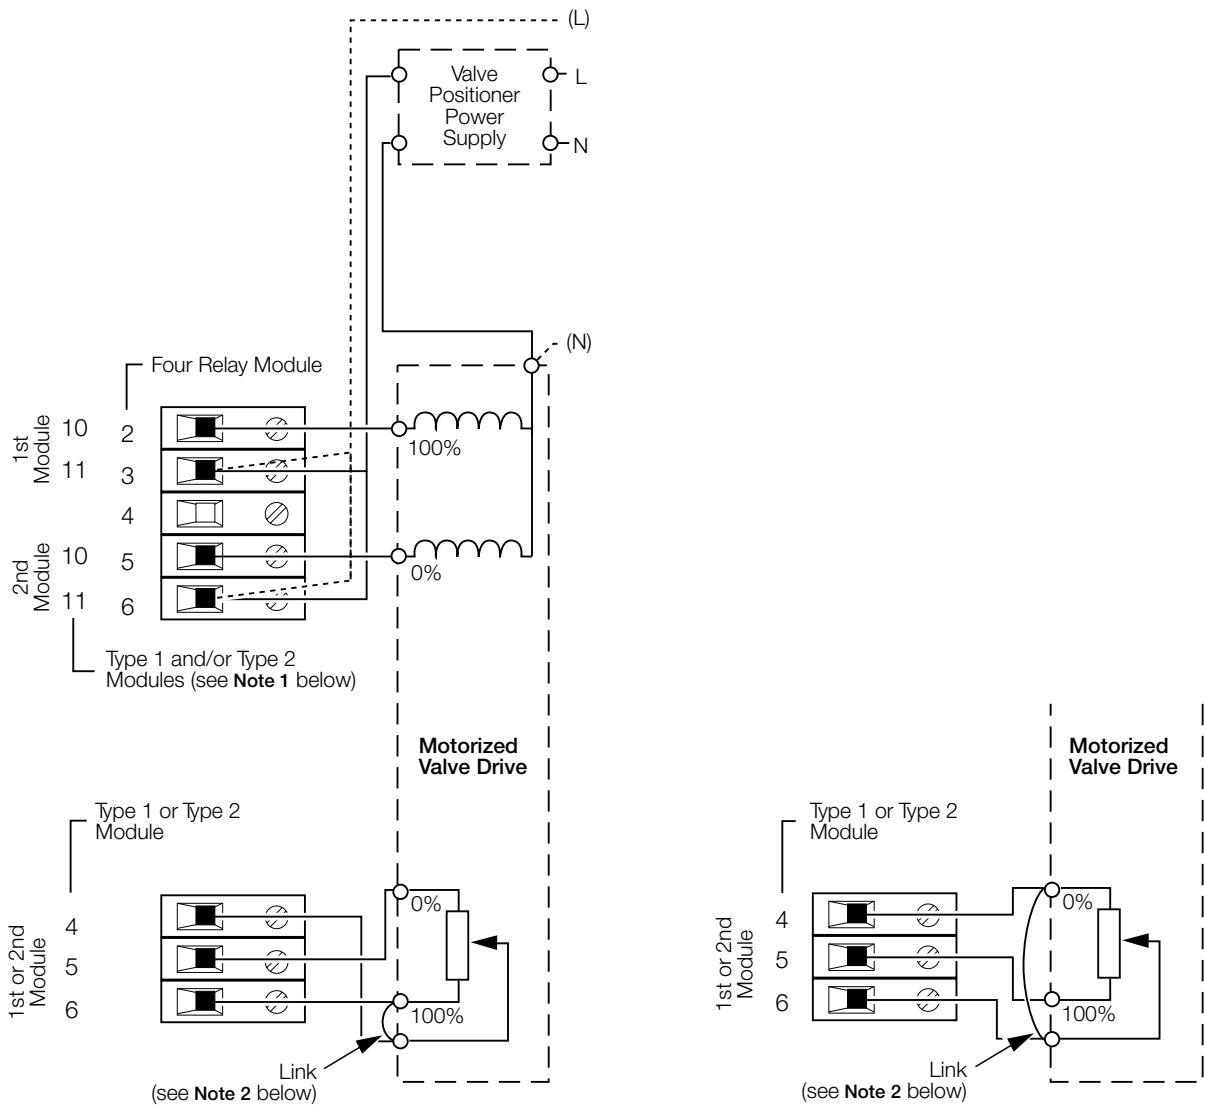 (L)
Valve
Positioner
Power
Supply
L
N
(N)
Four Relay Module
1st
Module
10
2
11
3
4
2nd
Module
10
5
11
6
100%
0%
Type 1 and/or Type 2
Modules (see Note 1 below)
Motorized
Valve Drive
Type 1 or Type 2
Module
1st or 2nd
Module
4
5
6
0%
100%
Link
(see Note 2 below)
Motorized
Valve Drive
Type 1 or Type 2
Module
1st or 2nd
Module
4
5
6
0%
100%
Link
(see Note 2 below)